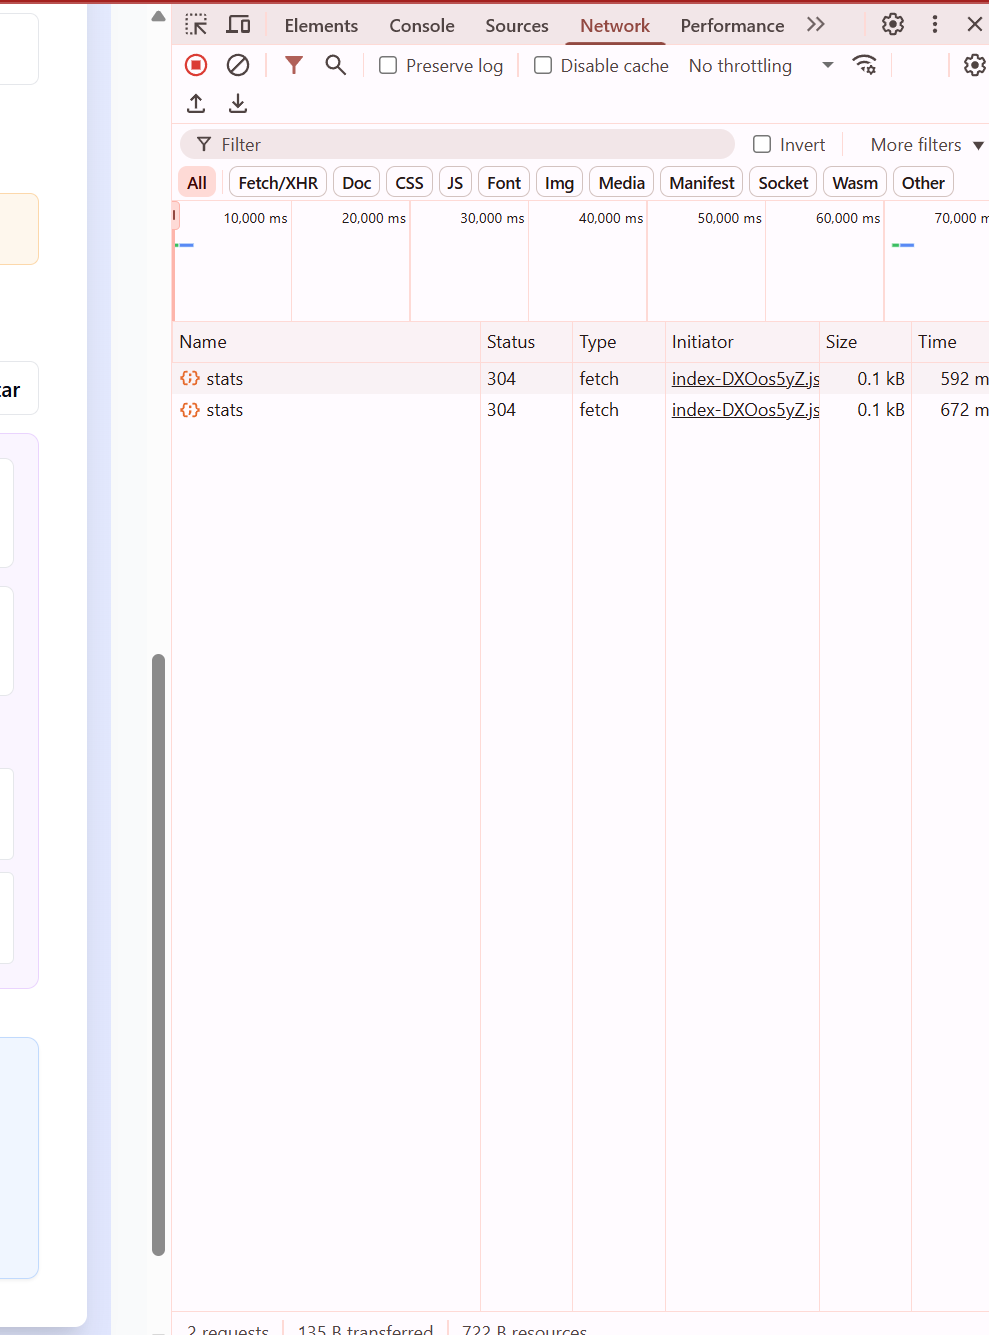 Elements Console Sources Network Performance
Preserve log Disable cache No throttling
Filter Invert More filters
All Fetch/XHR Doc CSS JS Font Img Media Manifest Socket Wasm Other
10,000 ms 20,000 ms 30,000 ms 40,000 ms 50,000 ms 60,000 ms 70,000 m
Name Status Type Initiator Size Time
stats 304 fetch index-DXOos5yZ.js 0.1 kB 592 m
stats 304 fetch index-DXOos5yZ.js 0.1 kB 672 m
tar
2 requests 135 B transferred 722 B resources